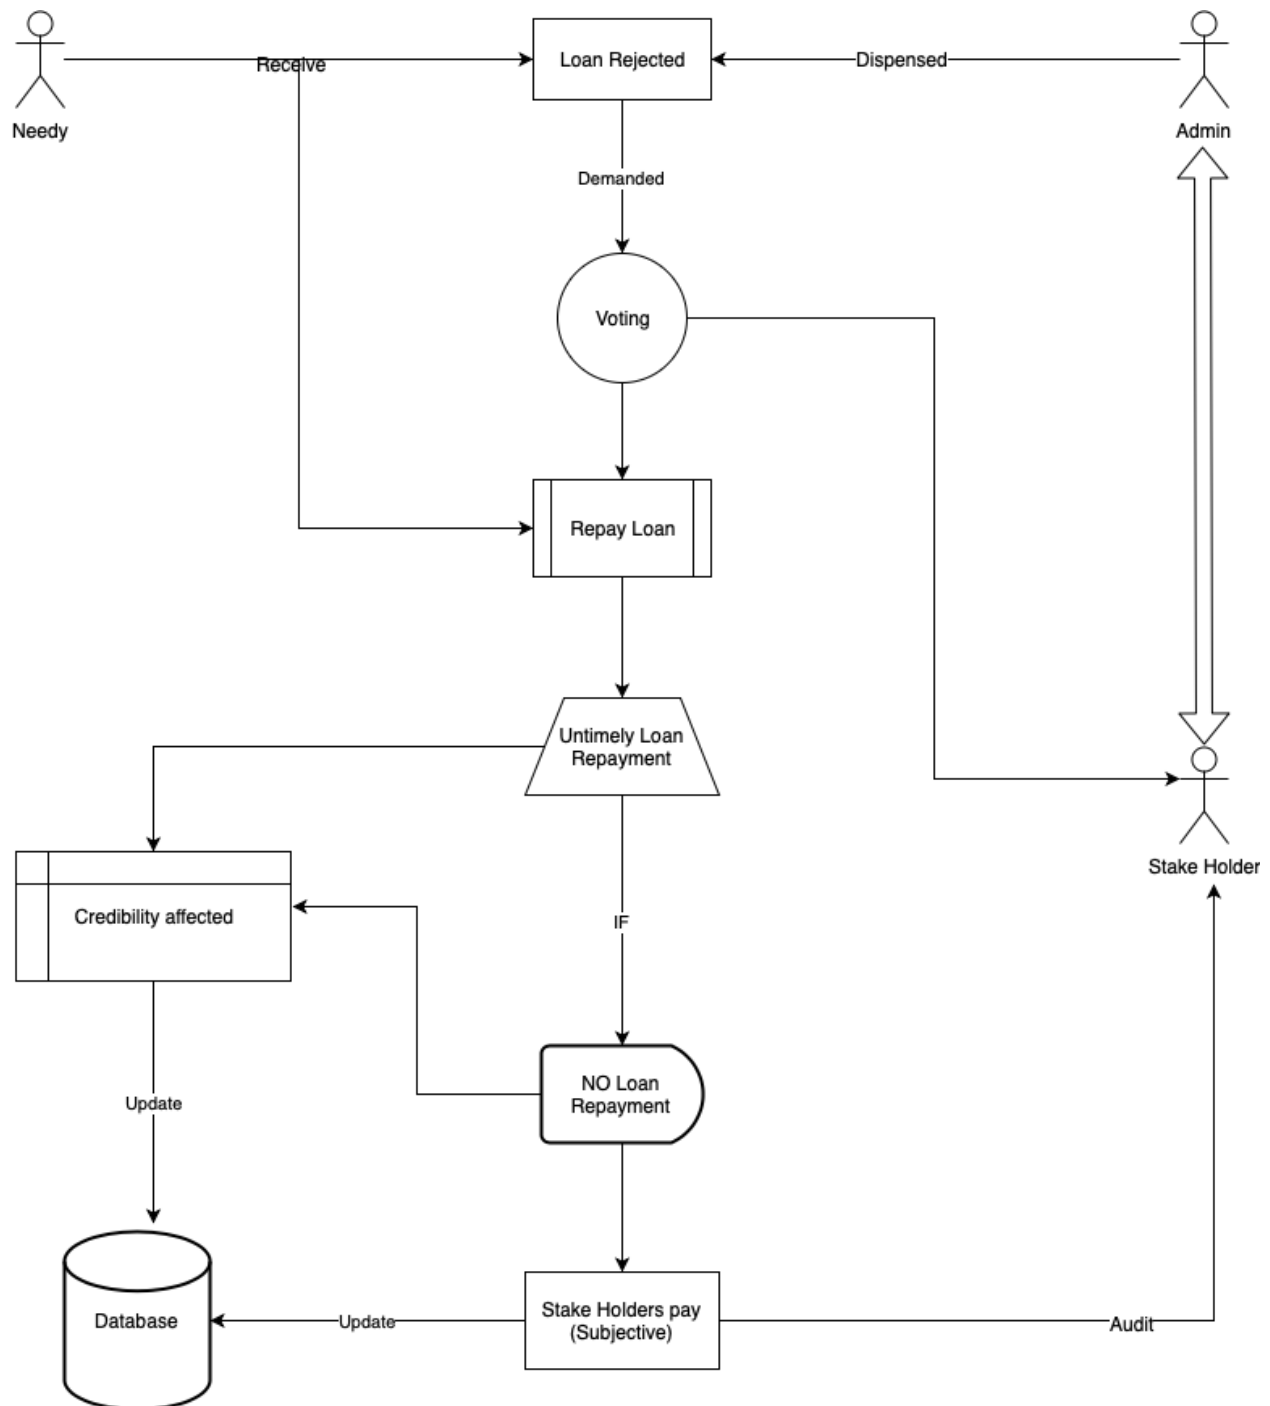 Receive
Loan Rejected
Dispensed
Needy
Admin
Demanded
Voting
Repay Loan
Untimely Loan
Repayment
Stake Holder
Credibility affected
IF
NO Loan
Repayment
Update
Database
Update
Stake Holders pay
(Subjective)
Audit